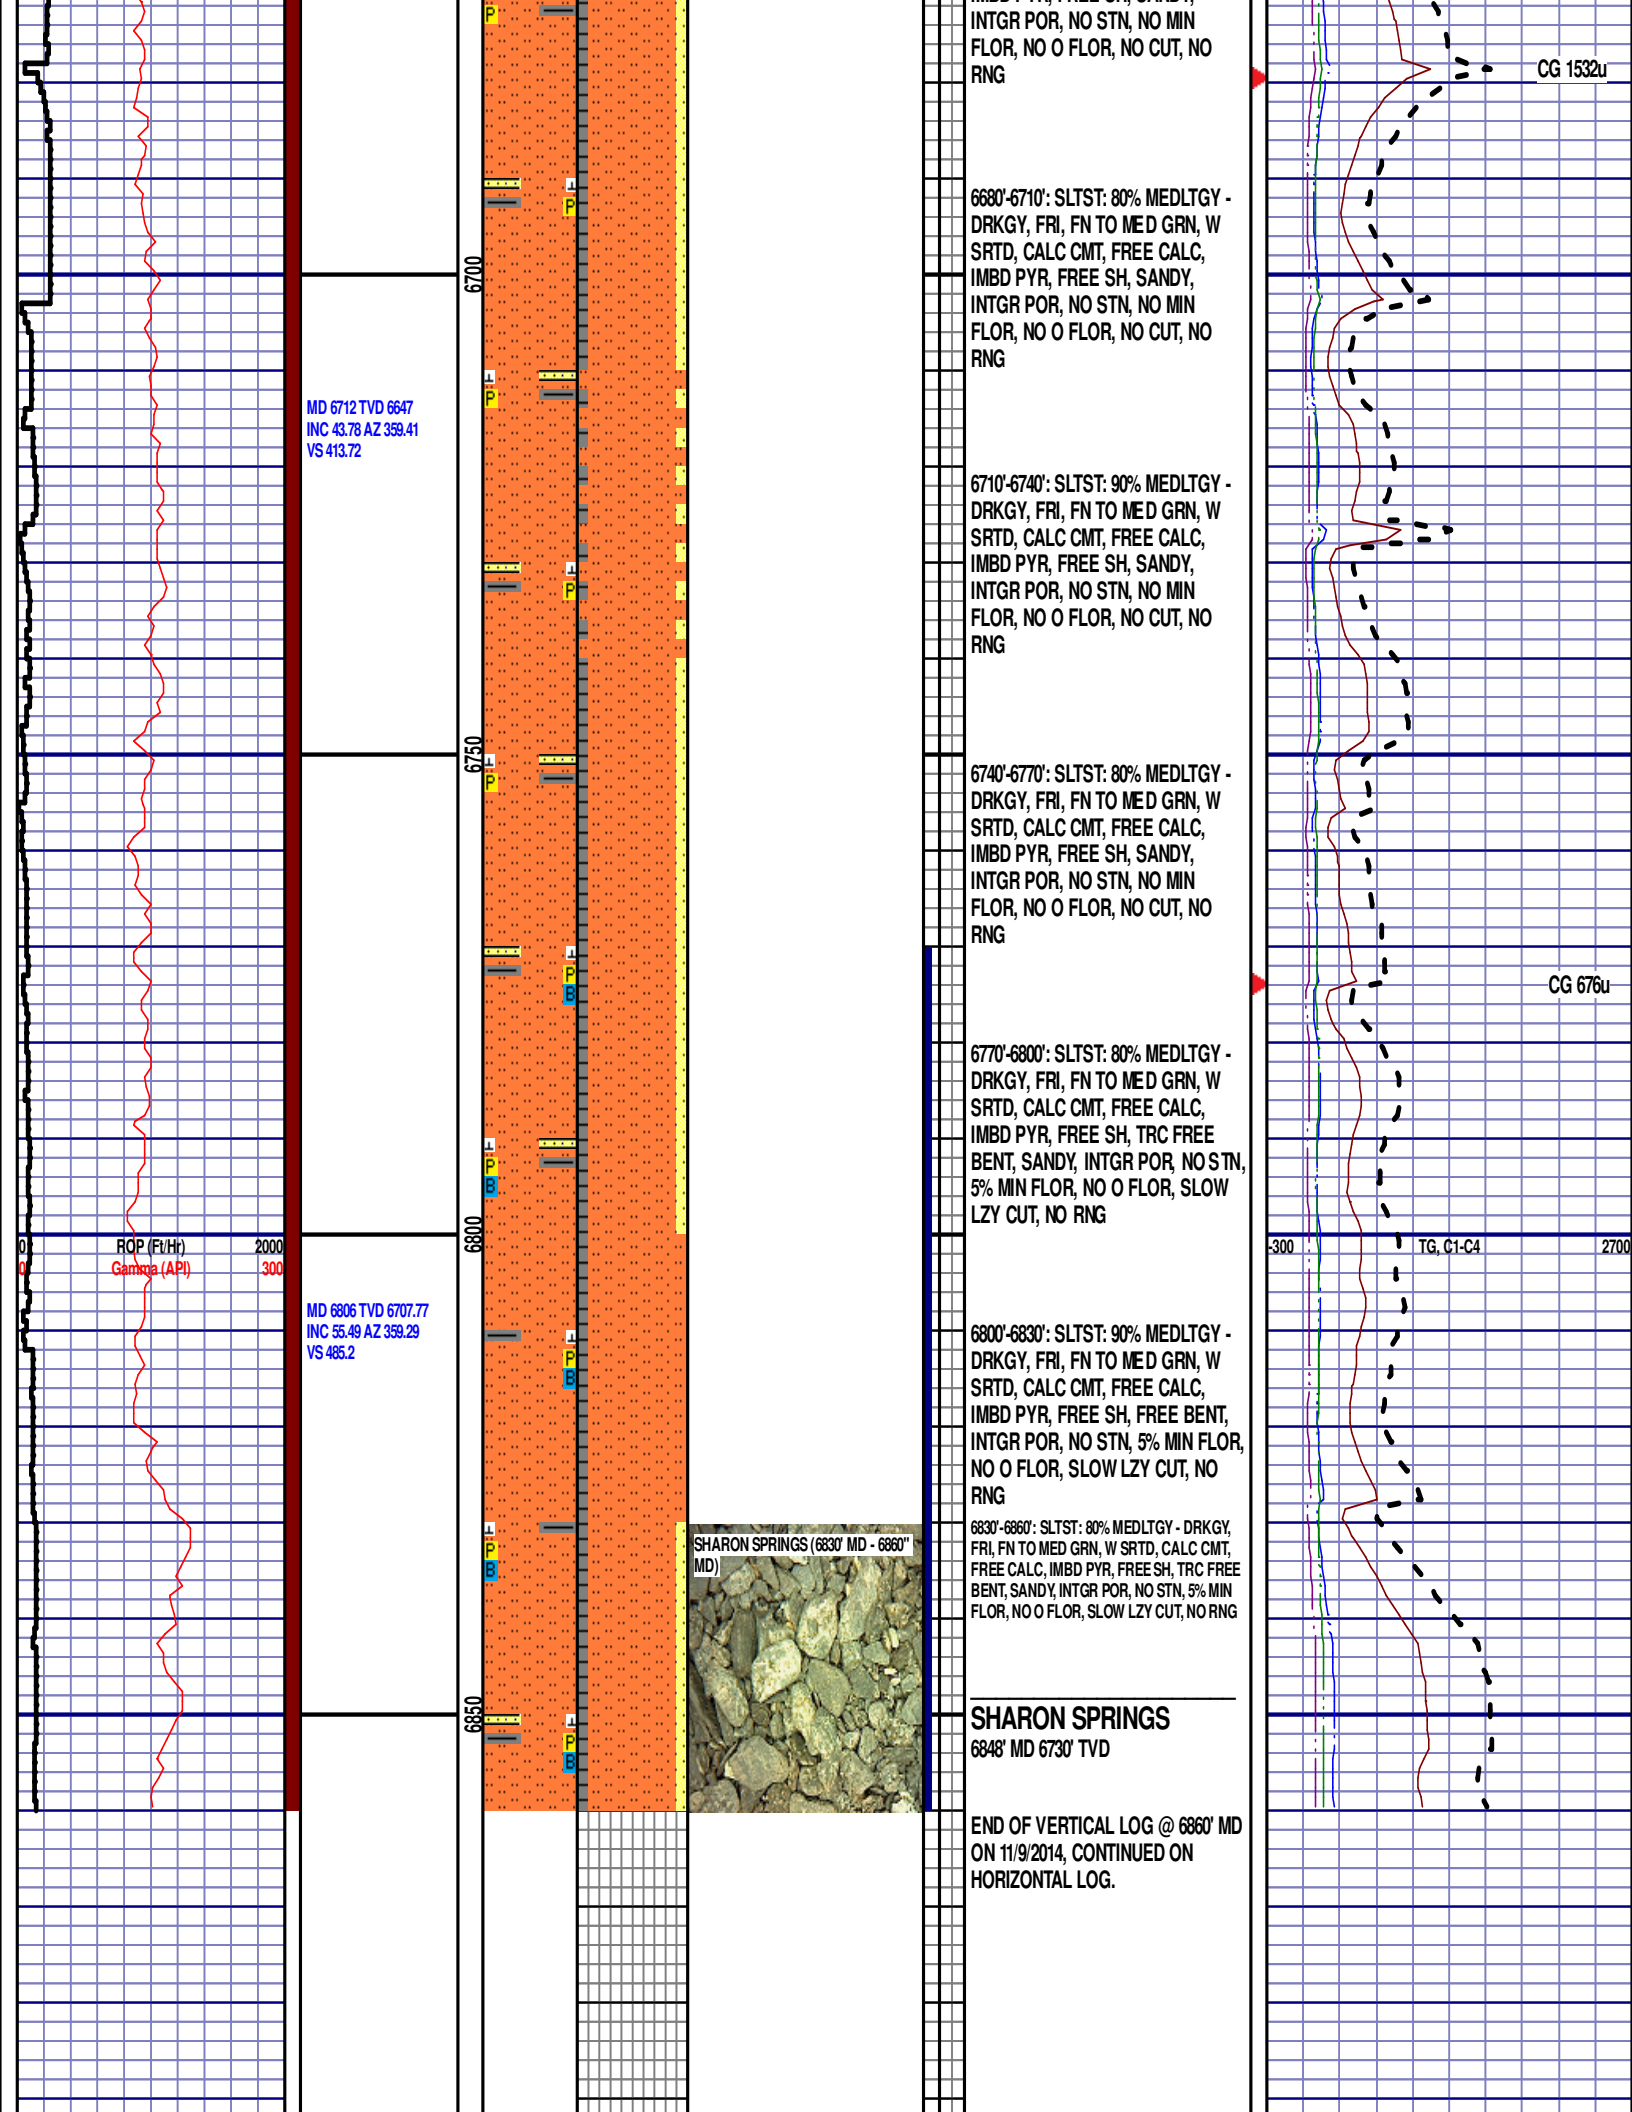 INTGR POR, NO STN, NO MIN
FLOR, NO O FLOR, NO CUT, NO
RNG
CG 1532u
P
P
6680'-6710': SLTST: 80% MEDLTGY -
DRKGY, FRI, FN TO MED GRN, W
SRTD, CALC CMT, FREE CALC,
IMBD PYR, FREE SH, SANDY,
INTGR POR, NO STN, NO MIN
FLOR, NO O FLOR, NO CUT, NO
RNG
6700
P
MD 6712 TVD 6647
INC 43.78 AZ 359.41
VS 413.72
6710'-6740': SLTST: 90% MEDLTGY -
DRKGY, FRI, FN TO MED GRN, W
SRTD, CALC CMT, FREE CALC,
IMBD PYR, FREE SH, SANDY,
INTGR POR, NO STN, NO MIN
FLOR, NO O FLOR, NO CUT, NO
RNG
P
6750
P
6740'-6770': SLTST: 80% MEDLTGY -
DRKGY, FRI, FN TO MED GRN, W
SRTD, CALC CMT, FREE CALC,
IMBD PYR, FREE SH, SANDY,
INTGR POR, NO STN, NO MIN
FLOR, NO O FLOR, NO CUT, NO
RNG
P
B
CG 676u
6770'-6800': SLTST: 80% MEDLTGY -
DRKGY, FRI, FN TO MED GRN, W
SRTD, CALC CMT, FREE CALC,
IMBD PYR, FREE SH, TRC FREE
BENT, SANDY, INTGR POR, NO STN,
5% MIN FLOR, NO O FLOR, SLOW
LZY CUT, NO RNG
P
B
6800
0 ROP (Ft/Hr) 2000
0 Gamma (API) 300
-300 TG, C1-C4 2700
MD 6806 TVD 6707.77
INC 55.49 AZ 359.29
VS 485.2
P
B
6800'-6830': SLTST: 90% MEDLTGY -
DRKGY, FRI, FN TO MED GRN, W
SRTD, CALC CMT, FREE CALC,
IMBD PYR, FREE SH, FREE BENT,
INTGR POR, NO STN, 5% MIN FLOR,
NO O FLOR, SLOW LZY CUT, NO
RNG
P
B
SHARON SPRINGS (6830' MD - 6860"
MD)
6830'-6860': SLTST: 80% MEDLTGY - DRKGY,
FRI, FN TO MED GRN, W SRTD, CALC CMT,
FREE CALC, IMBD PYR, FREE SH, TRC FREE
BENT, SANDY, INTGR POR, NO STN, 5% MIN
FLOR, NO O FLOR, SLOW LZY CUT, NO RNG
6850
P
B
SHARON SPRINGS
6848' MD 6730' TVD
END OF VERTICAL LOG @ 6860' MD
ON 11/9/2014, CONTINUED ON
HORIZONTAL LOG.